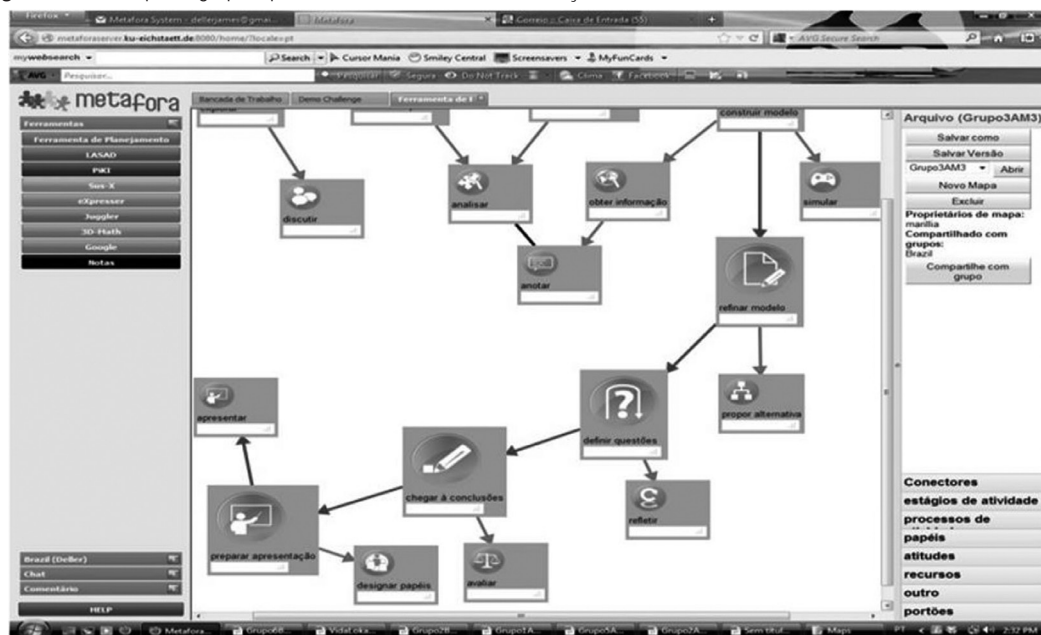 Firefox
Metafora System - dellerjames@gmai...
Metafora
Correio :: Caixa de Entrada (55)
metaforaserver.ku-eichstaett.de:8080/home/?locale=pt
AVG Secure Search
mywebsearch
Search
Cursor Mania
Smiley Central
Screensavers
MyFunCards
AVG
Pesquisar...
Pesquisar
Segura
Do Not Track
Clima
Facebook
metafora
Bancada de Trabalho
Demo Challenge
Ferramenta de
Ferramentas
Ferramenta de Planejamento
LASAD
PiKI
Sus-X
eXpresser
Juggler
3D-Math
Google
Notas
Brazil (Deller)
Chat
Comentário
HELP
construir modelo
discutir
analisar
obter informação
simular
anotar
refinar modelo
propor alternativa
definir questões
apresentar
chegar à conclusões
refletir
preparar apresentação
designar papéis
avaliar
Arquivo (Grupo3AM3)
Salvar como
Salvar Versão
Grupo3AM3
Abrir
Novo Mapa
Excluir
Proprietários de mapa:
marília
Compartilhado com
grupos:
Brazil
Compartilhe com
grupo
Conectores
estágios de atividade
processos de
papéis
atitudes
recursos
outro
portões
Metafora...
Grupo6B...
VidaLoka...
Grupo2B...
Grupo1A...
Grupo5A...
Grupo2A...
Sem títul...
Maps
PT
2:32 PM